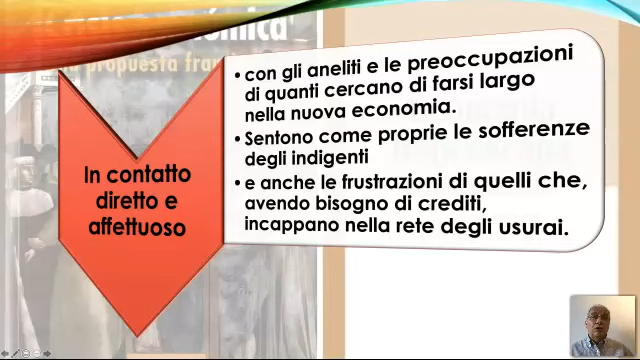 propuesta fran
In contatto
diretto e
affettuoso
• con gli aneliti e le preoccupazioni
di quanti cercano di farsi largo
nella nuova economia.
• Sentono come proprie le sofferenze
degli indigenti
• e anche le frustrazioni di quelli che,
avendo bisogno di crediti,
incappano nella rete degli usurai.